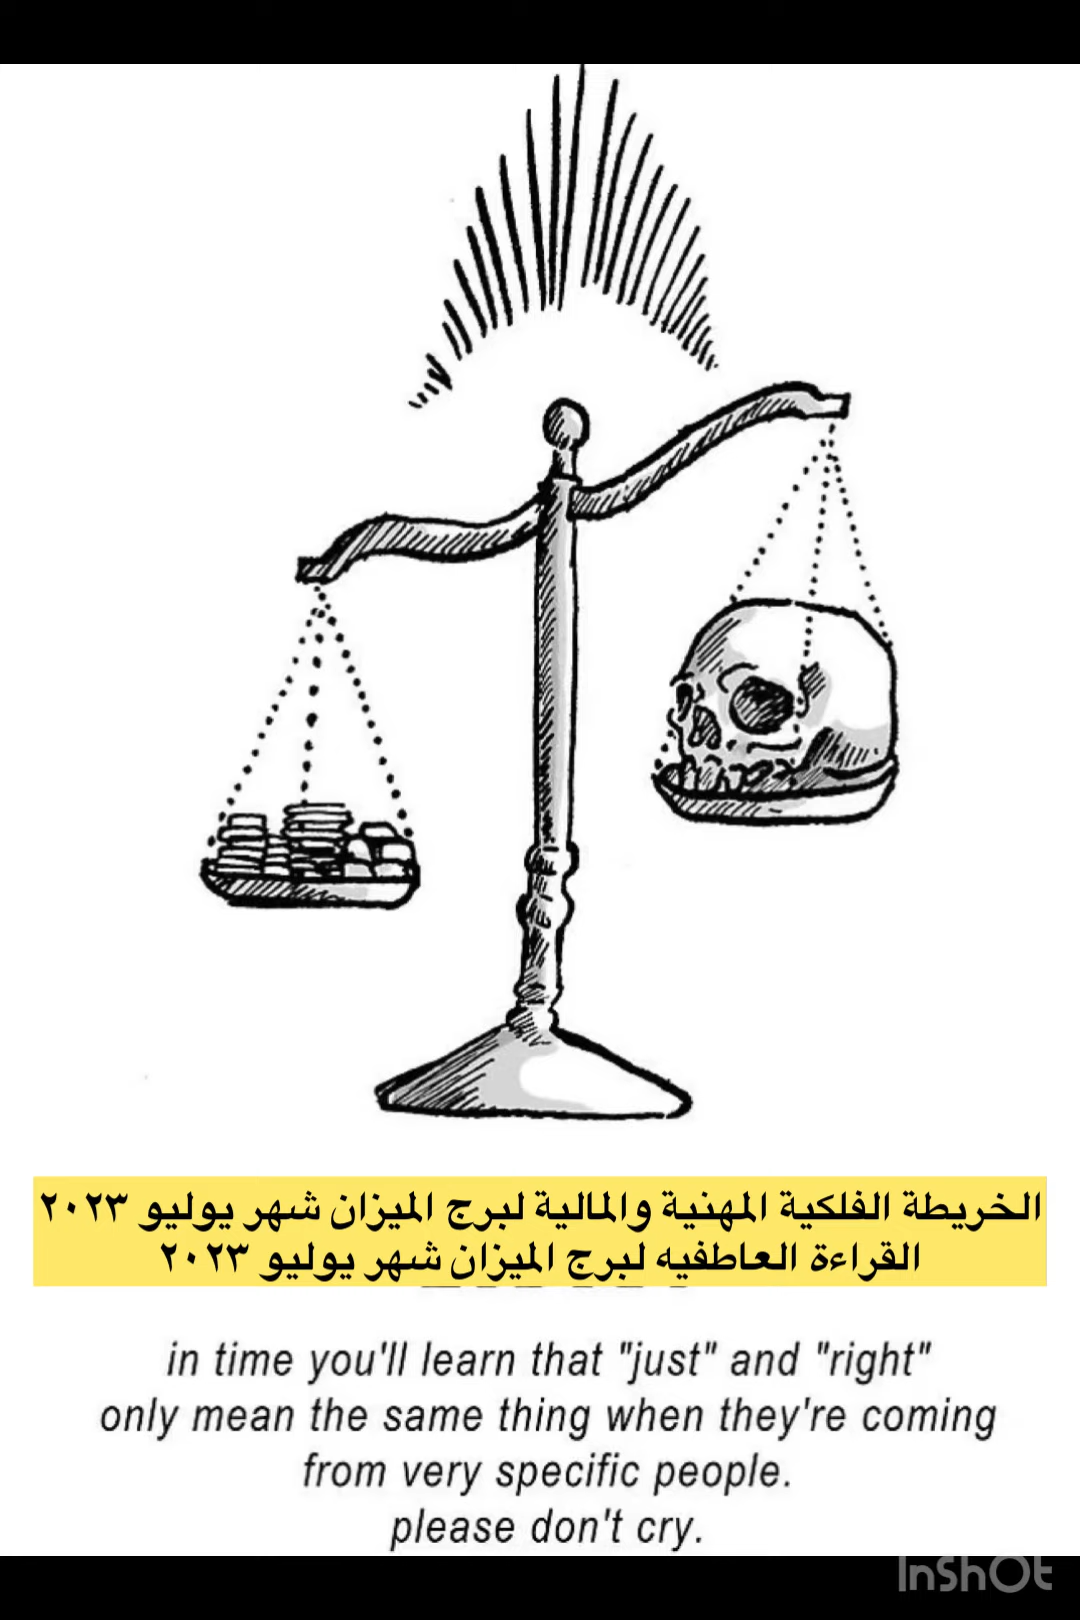 الخريطة الفلكية المهنية والمالية لبرج الميزان شهر يوليو ٢٠٢٣
القراءة العاطفيه لبرج الميزان شهر يوليو ٢٠٢٣
in time you'll learn that "just" and "right"
only mean the same thing when they're coming
from very specific people.
please don't cry.
InShOt